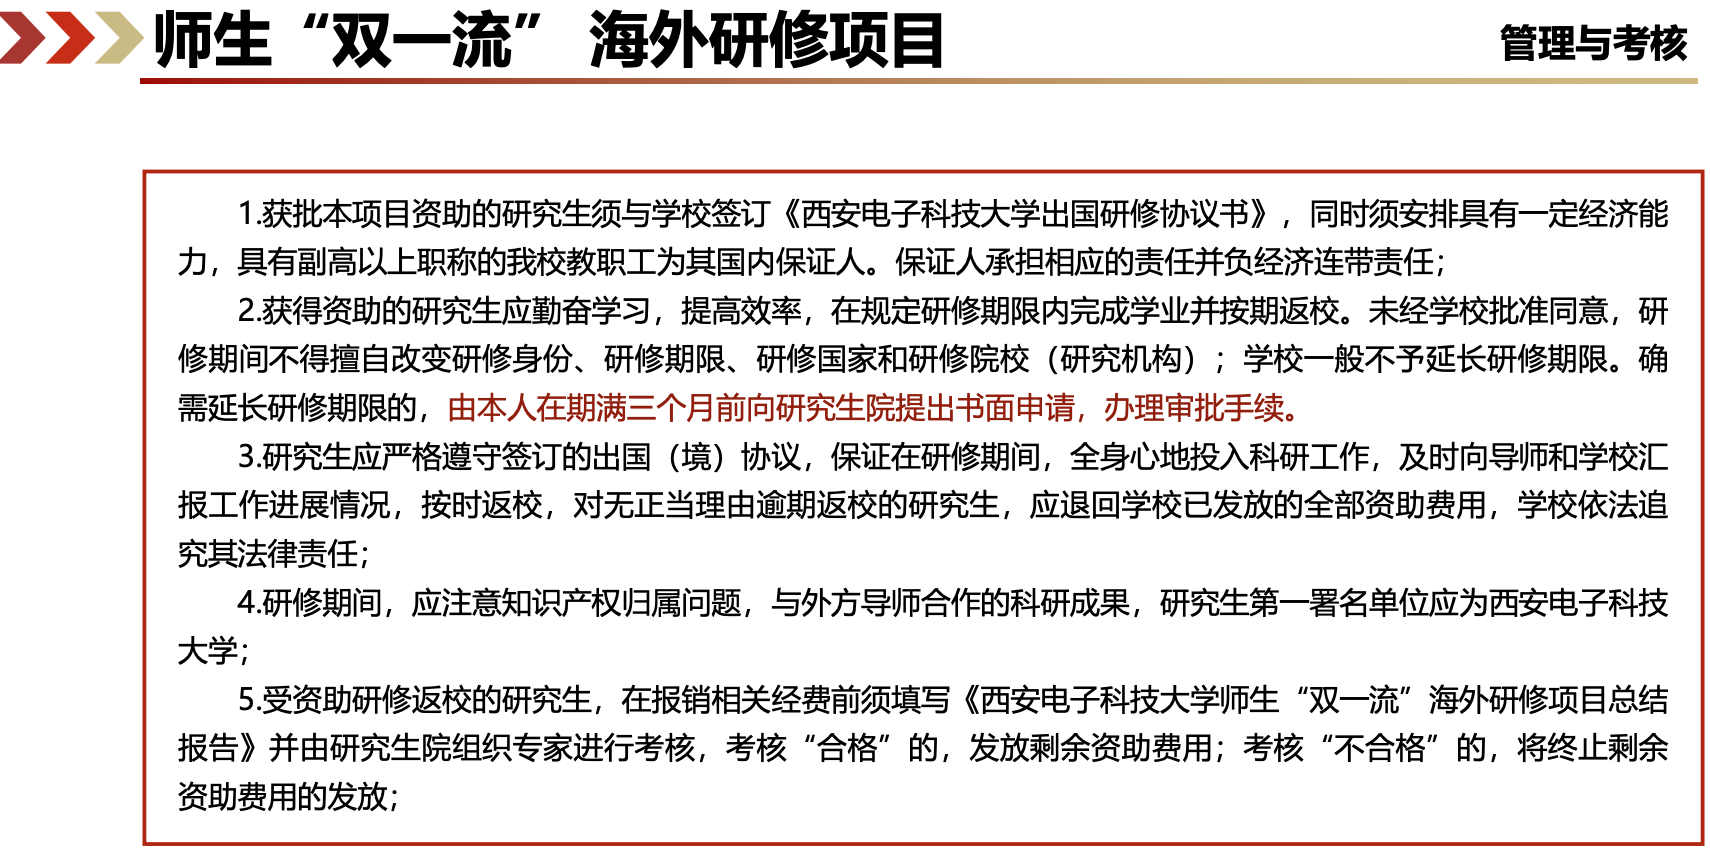 师生“双一流” 海外研修项目
管理与考核
1.获批本项目资助的研究生须与学校签订《西安电子科技大学出国研修协议书》，同时须安排具有一定经济能
力，具有副高以上职称的我校教职工为其国内保证人。保证人承担相应的责任并负经济连带责任；
2.获得资助的研究生应勤奋学习，提高效率，在规定研修期限内完成学业并按期返校。未经学校批准同意，研
修期间不得擅自改变研修身份、研修期限、研修国家和研修院校（研究机构）；学校一般不予延长研修期限。确
需延长研修期限的，由本人在期满三个月前向研究生院提出书面申请，办理审批手续。
3.研究生应严格遵守签订的出国（境）协议，保证在研修期间，全身心地投入科研工作，及时向导师和学校汇
报工作进展情况，按时返校，对无正当理由逾期返校的研究生，应退回学校已发放的全部资助费用，学校依法追
究其法律责任；
4.研修期间，应注意知识产权归属问题，与外方导师合作的科研成果，研究生第一署名单位应为西安电子科技
大学；
5.受资助研修返校的研究生，在报销相关经费前须填写《西安电子科技大学师生“双一流”海外研修项目总结
报告》并由研究生院组织专家进行考核，考核“合格”的，发放剩余资助费用；考核“不合格”的，将终止剩余
资助费用的发放；